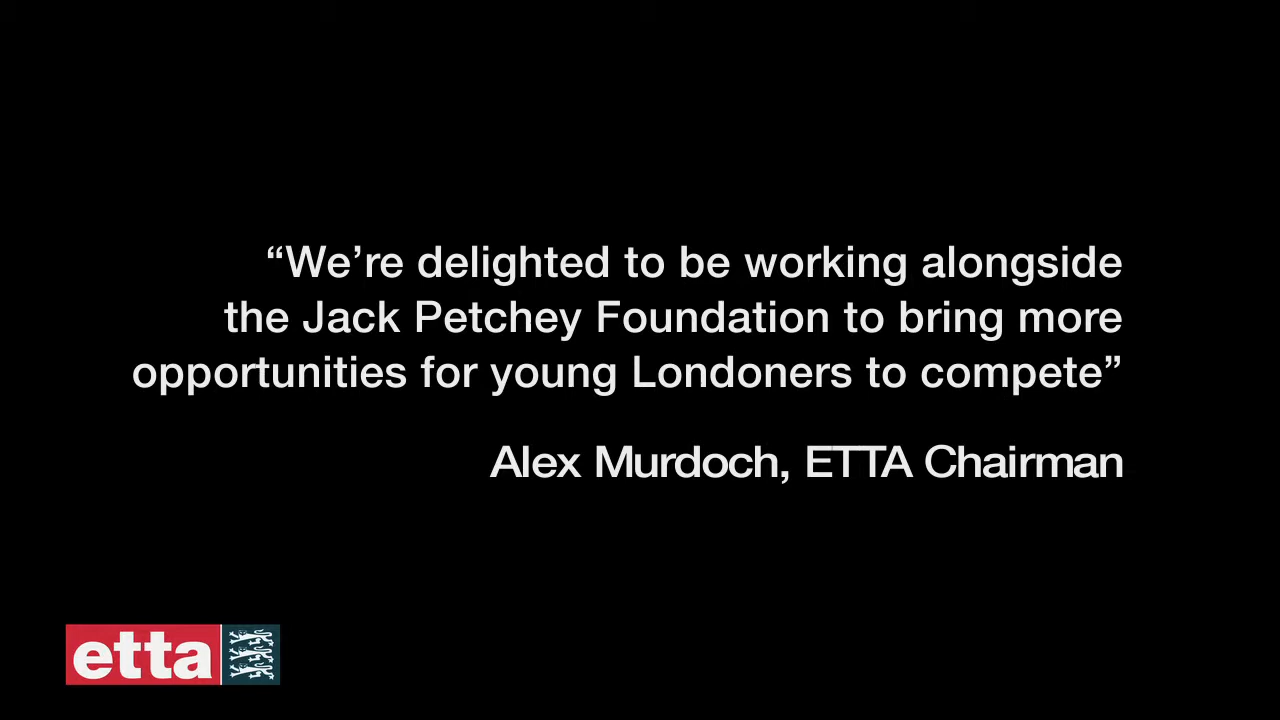 “We’re delighted to be working alongside
the Jack Petchey Foundation to bring more
opportunities for young Londoners to compete”
Alex Murdoch, ETTA Chairman
etta